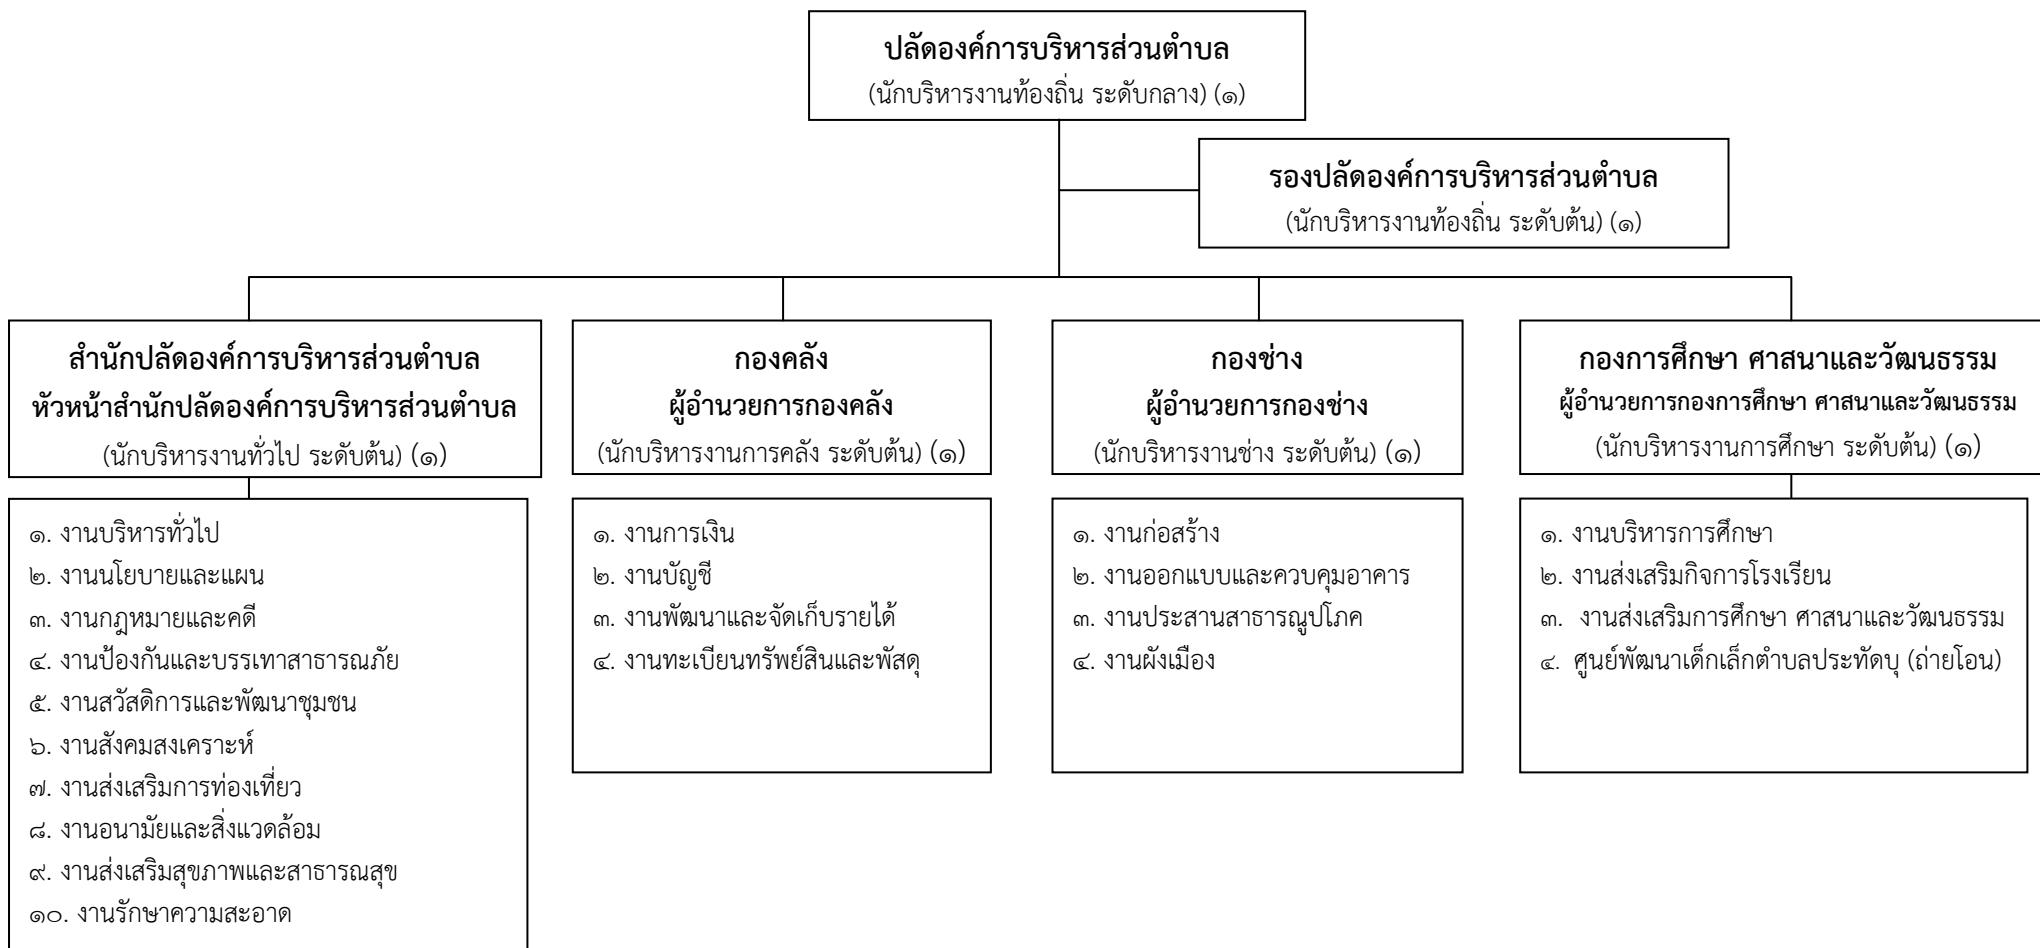 ปลัดองค์การบริหารส่วนตำบล
(นักบริหารงานท้องถิ่น ระดับกลาง) (๑)
รองปลัดองค์การบริหารส่วนตำบล
(นักบริหารงานท้องถิ่น ระดับต้น) (๑)
สำนักปลัดองค์การบริหารส่วนตำบล
หัวหน้าสำนักปลัดองค์การบริหารส่วนตำบล
(นักบริหารงานทั่วไป ระดับต้น) (๑)
๑. งานบริหารทั่วไป
๒. งานนโยบายและแผน
๓. งานกฎหมายและคดี
๔. งานป้องกันและบรรเทาสาธารณภัย
๕. งานสวัสดิการและพัฒนาชุมชน
๖. งานสังคมสงเคราะห์
๗. งานส่งเสริมการท่องเที่ยว
๘. งานอนามัยและสิ่งแวดล้อม
๙. งานส่งเสริมสุขภาพและสาธารณสุข
๑๐. งานรักษาความสะอาด
กองคลัง
ผู้อำนวยการกองคลัง
(นักบริหารงานการคลัง ระดับต้น) (๑)
๑. งานการเงิน
๒. งานบัญชี
๓. งานพัฒนาและจัดเก็บรายได้
๔. งานทะเบียนทรัพย์สินและพัสดุ
กองช่าง
ผู้อำนวยการกองช่าง
(นักบริหารงานช่าง ระดับต้น) (๑)
๑. งานก่อสร้าง
๒. งานออกแบบและควบคุมอาคาร
๓. งานประสานสาธารณูปโภค
๔. งานผังเมือง
กองการศึกษา ศาสนาและวัฒนธรรม
ผู้อำนวยการกองการศึกษา ศาสนาและวัฒนธรรม
(นักบริหารงานการศึกษา ระดับต้น) (๑)
๑. งานบริหารการศึกษา
๒. งานส่งเสริมกิจการโรงเรียน
๓. งานส่งเสริมการศึกษา ศาสนาและวัฒนธรรม
๔. ศูนย์พัฒนาเด็กเล็กตำบลประทัดบุ (ถ่ายโอน)